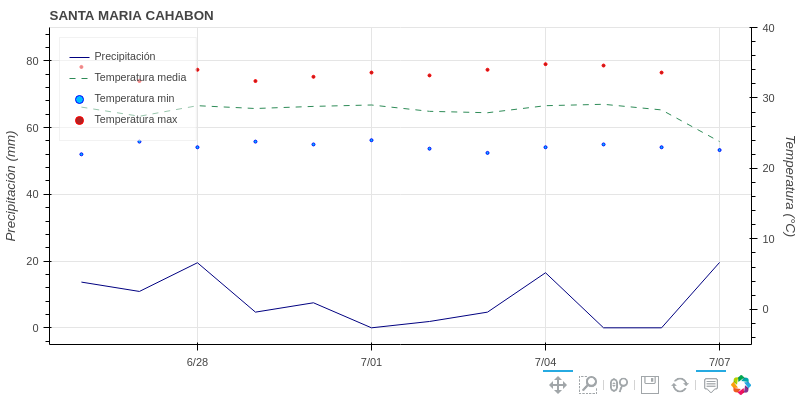 SANTA MARIA CAHABON
Precipitación
Temperatura media
Temperatura min
Temperatura max
80
60
40
20
0
Precipitación (mm)
40
30
20
10
0
Temperatura (°C)
6/28
7/01
7/04
7/07